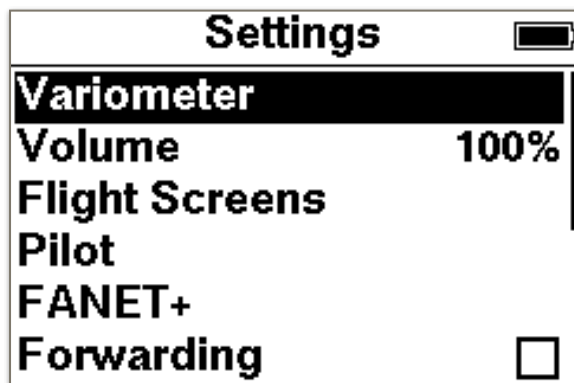 Settings
Variometer
Volume 100%
Flight Screens
Pilot
FANET+
Forwarding